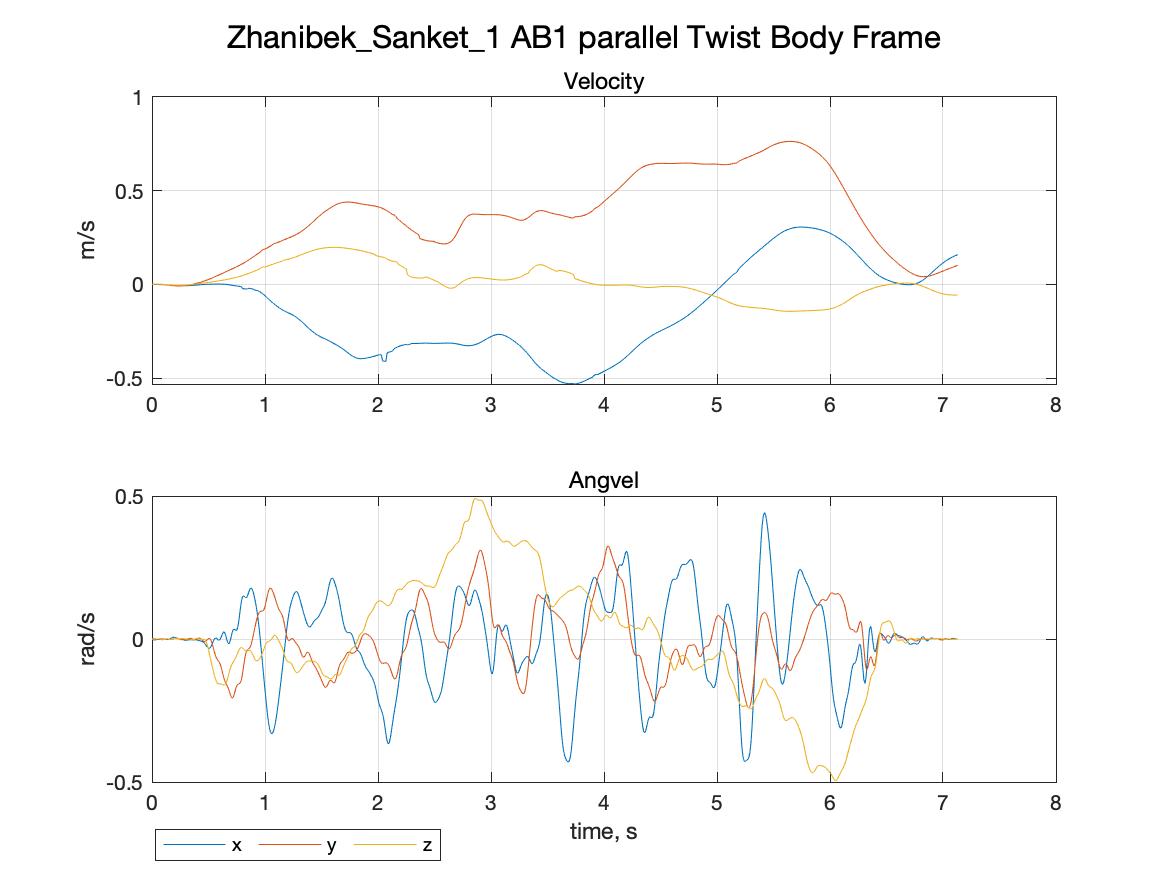 Zhanibek_Sanket_1 AB1 parallel Twist Body Frame
Velocity
1
0.5
0
-0.5
m/s
0 1 2 3 4 5 6 7 8
Angvel
0.5
0
-0.5
rad/s
0 1 2 3 4 5 6 7 8
time, s
x y z